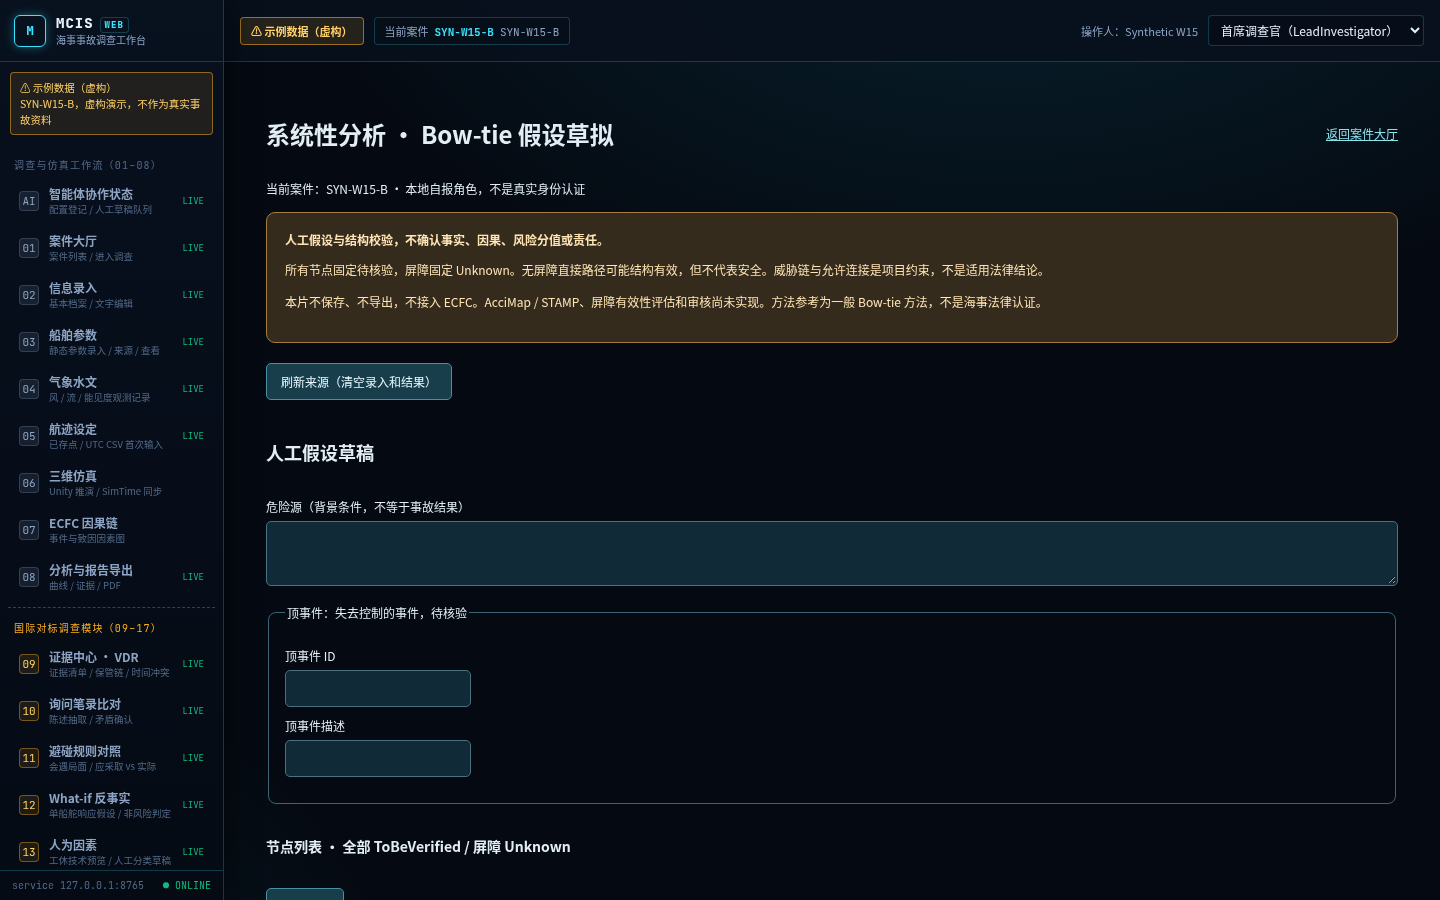 M
MCIS WEB
海事事故调查工作台
⚠ 示例数据（虚构）
SYN-W15-B，虚构演示，不作为真实事故资料
调查与仿真工作流（01-08）
AI 智能体协作状态 LIVE
配置登记 / 人工草稿队列
01 案件大厅 LIVE
案件列表 / 进入调查
02 信息录入 LIVE
基本档案 / 文字编辑
03 船舶参数 LIVE
静态参数录入 / 来源 / 查看
04 气象水文 LIVE
风 / 流 / 能见度观测记录
05 航迹设定 LIVE
已存点 / UTC CSV 首次输入
06 三维仿真
Unity 推演 / SimTime 同步
07 ECFC 因果链
事件与致因因素图
08 分析与报告导出 LIVE
曲线 / 证据 / PDF
国际对标调查模块（09-17）
09 证据中心 · VDR LIVE
证据清单 / 保管链 / 时间冲突
10 询问笔录比对 LIVE
陈述抽取 / 矛盾确认
11 避碰规则对照 LIVE
会遇局面 / 应采取 vs 实际
12 What-if 反事实 LIVE
单船舵响应假设 / 非风险判定
13 人为因素 LIVE
工休技术预览 / 人工分类草稿
service 127.0.0.1:8765 ● ONLINE
⚠ 示例数据（虚构）
当前案件 SYN-W15-B SYN-W15-B
操作人：Synthetic W15
首席调查官（LeadInvestigator）
系统性分析 · Bow-tie 假设草拟
返回案件大厅
当前案件：SYN-W15-B · 本地自报角色，不是真实身份认证
人工假设与结构校验，不确认事实、因果、风险分值或责任。
所有节点固定待核验，屏障固定 Unknown。无屏障直接路径可能结构有效，但不代表安全。威胁链与允许连接是项目约束，不是适用法律结论。
本片不保存、不导出，不接入 ECFC。AcciMap / STAMP、屏障有效性评估和审核尚未实现。方法参考为一般 Bow-tie 方法，不是海事法律认证。
刷新来源（清空录入和结果）
人工假设草稿
危险源（背景条件，不等于事故结果）
顶事件：失去控制的事件，待核验
顶事件 ID
顶事件描述
节点列表 · 全部 ToBeVerified / 屏障 Unknown